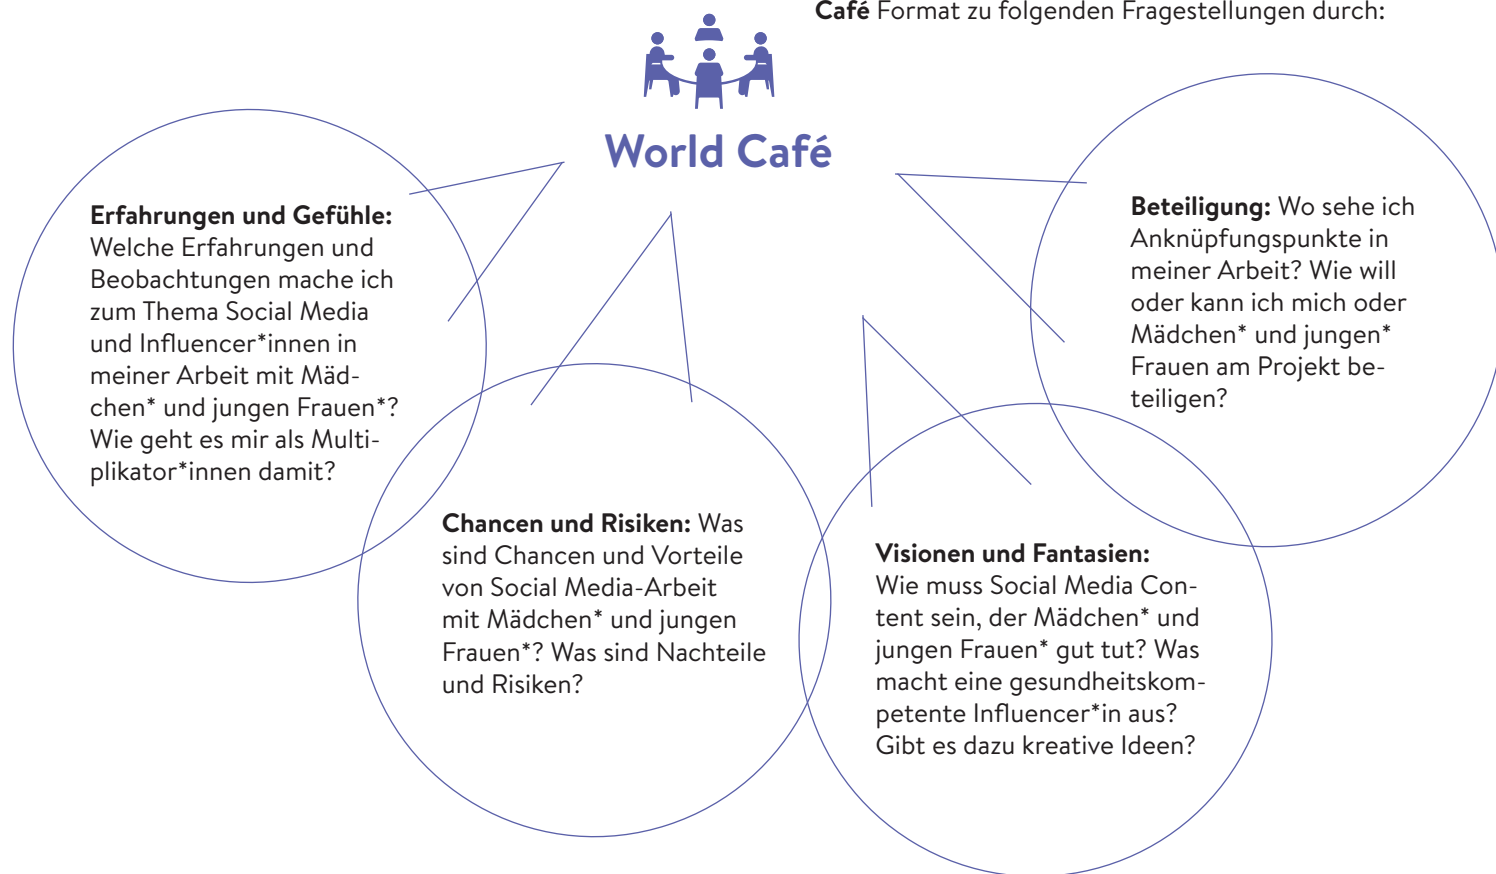 Café Format zu folgenden Fragestellungen durch:
World Café
Erfahrungen und Gefühle:
Welche Erfahrungen und
Beobachtungen mache ich
zum Thema Social Media
und Influencer*innen in
meiner Arbeit mit Mäd-
chen* und jungen Frauen*?
Wie geht es mir als Multi-
plikator*innen damit?
Chancen und Risiken: Was
sind Chancen und Vorteile
von Social Media-Arbeit
mit Mädchen* und jungen
Frauen*? Was sind Nachteile
und Risiken?
Visionen und Fantasien:
Wie muss Social Media Con-
tent sein, der Mädchen* und
jungen Frauen* gut tut? Was
macht eine gesundheitskom-
petente Influencer*in aus?
Gibt es dazu kreative Ideen?
Beteiligung: Wo sehe ich
Anknüpfungspunkte in
meiner Arbeit? Wie will
oder kann ich mich oder
Mädchen* und jungen*
Frauen am Projekt be-
teiligen?